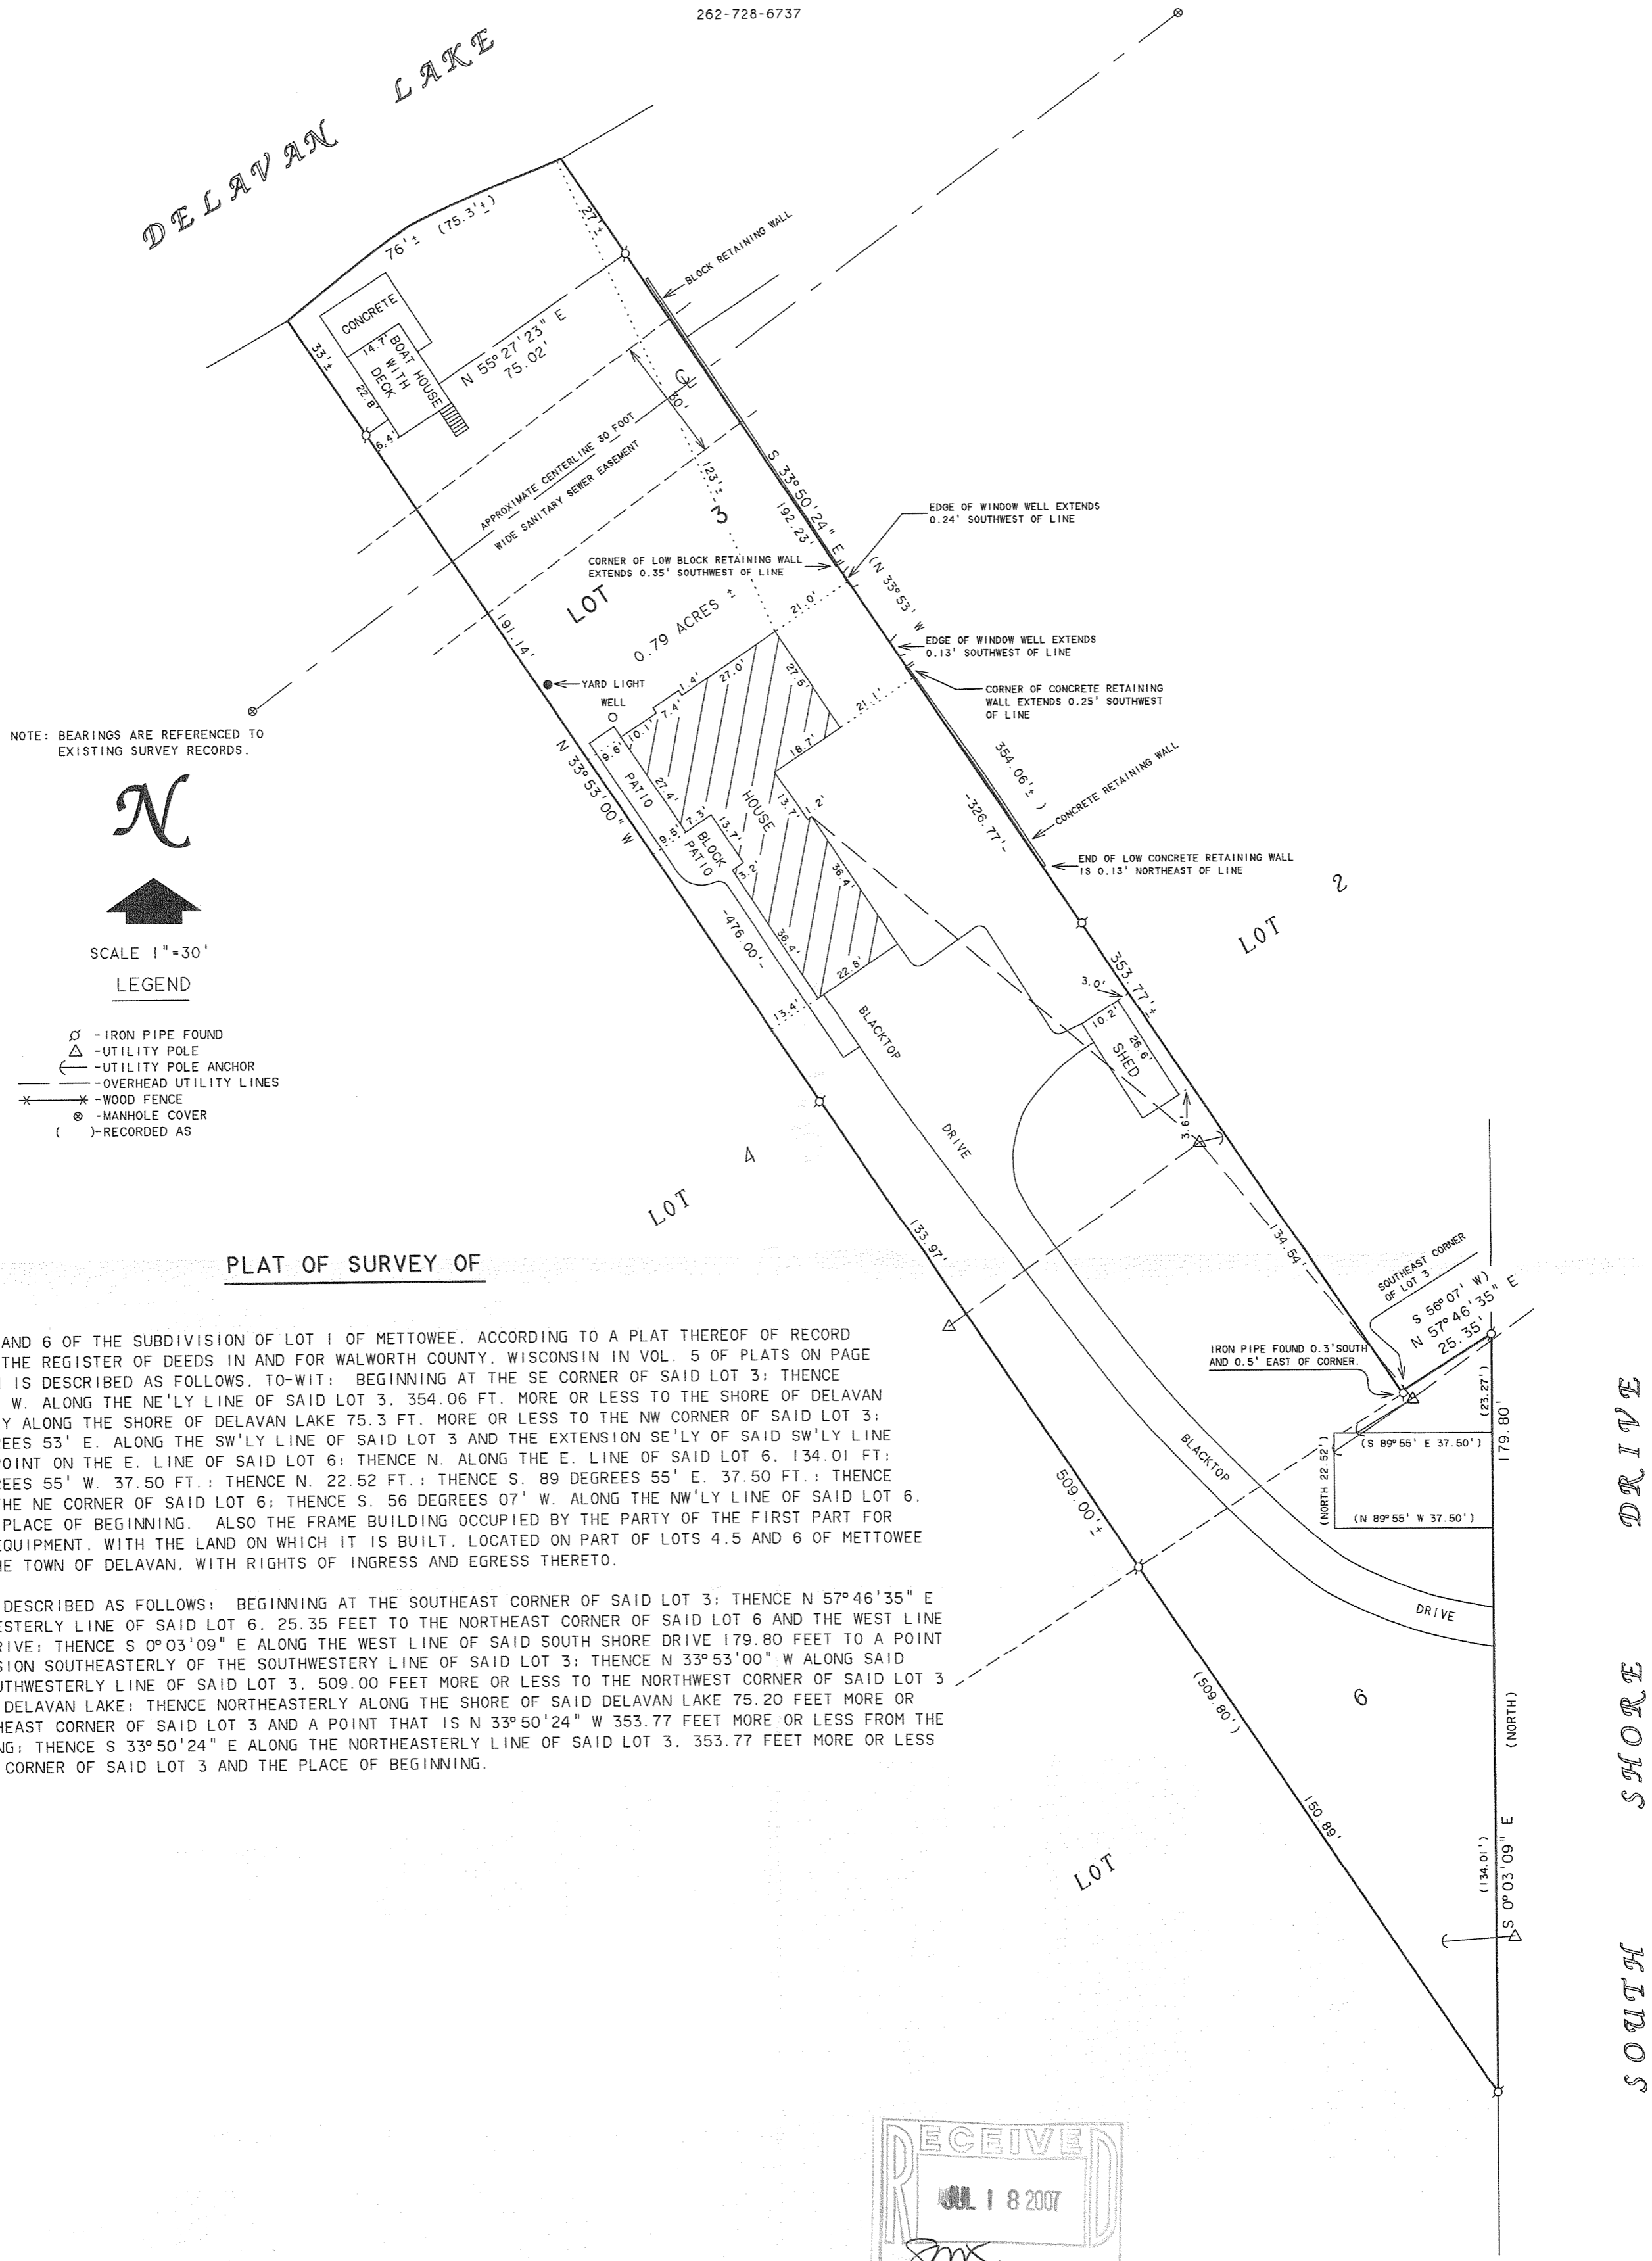 262-728-6737
DELAVAN LAKE
76'± (75.3'±)
27'±
BLOCK RETAINING WALL
CONCRETE
14.7'
BOAT HOUSE
WITH
DECK
33'±
22.8'
6.4'
N 55°27'23" E
75.02'
℄
30'
APPROXIMATE CENTERLINE 30 FOOT
WIDE SANITARY SEWER EASEMENT
123'±
S 33°50'24" E
192.23'
EDGE OF WINDOW WELL EXTENDS
0.24' SOUTHWEST OF LINE
CORNER OF LOW BLOCK RETAINING WALL
EXTENDS 0.35' SOUTHWEST OF LINE
LOT 3
0.79 ACRES ±
191.14'
(N 33°53' W
354.06'± )
21.0'
EDGE OF WINDOW WELL EXTENDS
0.13' SOUTHWEST OF LINE
CORNER OF CONCRETE RETAINING
WALL EXTENDS 0.25' SOUTHWEST
OF LINE
YARD LIGHT
WELL
27.0'
1.4'
7.4'
10.1'
27.5'
21.1'
18.7'
9.6'
PATIO
27.4'
HOUSE
13.7'
1.2'
9.5'
7.3'
13.7'
BLOCK
PATIO
3.2'
36.4'
36.4'
22.8'
13.4'
N 33°53'00" W
-476.00'-
-326.77'-
CONCRETE RETAINING WALL
END OF LOW CONCRETE RETAINING WALL
IS 0.13' NORTHEAST OF LINE
NOTE: BEARINGS ARE REFERENCED TO
EXISTING SURVEY RECORDS.
N
SCALE 1"=30'
LEGEND
-IRON PIPE FOUND
-UTILITY POLE
-UTILITY POLE ANCHOR
-OVERHEAD UTILITY LINES
-WOOD FENCE
-MANHOLE COVER
( )-RECORDED AS
LOT 2
353.77'±
3.0'
10.2'
26.6'
SHED
3.6'
BLACKTOP
DRIVE
LOT 4
133.97'
134.54'
SOUTHEAST CORNER
OF LOT 3
S 56°07' W)
N 57°46'35" E
25.35'
IRON PIPE FOUND 0.3'SOUTH
AND 0.5' EAST OF CORNER.
(23.27')
179.80'
(S 89°55' E 37.50')
(NORTH 22.52')
(N 89°55' W 37.50')
BLACKTOP
DRIVE
509.00'±
(509.80')
150.89'
6
LOT
(NORTH)
(134.01')
S 0°03'09" E
SOUTH SHORE DRIVE
PLAT OF SURVEY OF
AND 6 OF THE SUBDIVISION OF LOT 1 OF METTOWEE, ACCORDING TO A PLAT THEREOF OF RECORD
THE REGISTER OF DEEDS IN AND FOR WALWORTH COUNTY, WISCONSIN IN VOL. 5 OF PLATS ON PAGE
IS DESCRIBED AS FOLLOWS, TO-WIT: BEGINNING AT THE SE CORNER OF SAID LOT 3; THENCE
W. ALONG THE NE'LY LINE OF SAID LOT 3, 354.06 FT. MORE OR LESS TO THE SHORE OF DELAVAN
Y ALONG THE SHORE OF DELAVAN LAKE 75.3 FT. MORE OR LESS TO THE NW CORNER OF SAID LOT 3;
EES 53' E. ALONG THE SW'LY LINE OF SAID LOT 3 AND THE EXTENSION SE'LY OF SAID SW'LY LINE
OINT ON THE E. LINE OF SAID LOT 6; THENCE N. ALONG THE E. LINE OF SAID LOT 6, 134.01 FT;
EES 55' W. 37.50 FT.; THENCE N. 22.52 FT.; THENCE S. 89 DEGREES 55' E. 37.50 FT.; THENCE
HE NE CORNER OF SAID LOT 6; THENCE S. 56 DEGREES 07' W. ALONG THE NW'LY LINE OF SAID LOT 6,
PLACE OF BEGINNING. ALSO THE FRAME BUILDING OCCUPIED BY THE PARTY OF THE FIRST PART FOR
QUIPMENT, WITH THE LAND ON WHICH IT IS BUILT, LOCATED ON PART OF LOTS 4,5 AND 6 OF METTOWEE
E TOWN OF DELAVAN, WITH RIGHTS OF INGRESS AND EGRESS THERETO.
DESCRIBED AS FOLLOWS: BEGINNING AT THE SOUTHEAST CORNER OF SAID LOT 3; THENCE N 57°46'35" E
ESTERLY LINE OF SAID LOT 6, 25.35 FEET TO THE NORTHEAST CORNER OF SAID LOT 6 AND THE WEST LINE
RIVE; THENCE S 0°03'09" E ALONG THE WEST LINE OF SAID SOUTH SHORE DRIVE 179.80 FEET TO A POINT
SION SOUTHEASTERLY OF THE SOUTHWESTERY LINE OF SAID LOT 3; THENCE N 33°53'00" W ALONG SAID
UTHWESTERLY LINE OF SAID LOT 3, 509.00 FEET MORE OR LESS TO THE NORTHWEST CORNER OF SAID LOT 3
DELAVAN LAKE; THENCE NORTHEASTERLY ALONG THE SHORE OF SAID DELAVAN LAKE 75.20 FEET MORE OR
HEAST CORNER OF SAID LOT 3 AND A POINT THAT IS N 33°50'24" W 353.77 FEET MORE OR LESS FROM THE
NG; THENCE S 33°50'24" E ALONG THE NORTHEASTERLY LINE OF SAID LOT 3, 353.77 FEET MORE OR LESS
CORNER OF SAID LOT 3 AND THE PLACE OF BEGINNING.
RECEIVED
JUL 18 2007